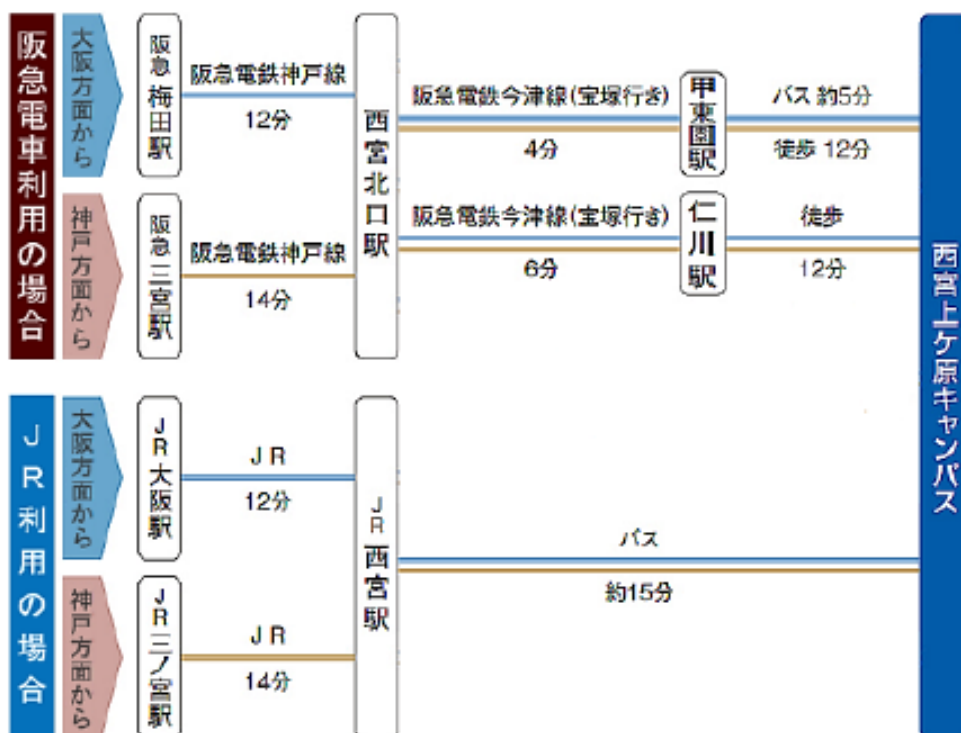 阪急電車利用の場合
大阪方面から
阪急 梅田駅
阪急電鉄神戸線
12分
神戸方面から
阪急 三宮駅
阪急電鉄神戸線
14分
西宮北口駅
阪急電鉄今津線(宝塚行き)
4分
甲東園駅
バス 約5分
徒歩 12分
阪急電鉄今津線(宝塚行き)
6分
仁川駅
徒歩
12分
JR利用の場合
大阪方面から
JR大阪駅
JR
12分
神戸方面から
JR三ノ宮駅
JR
14分
JR西宮駅
バス
約15分
西宮上ケ原キャンパス